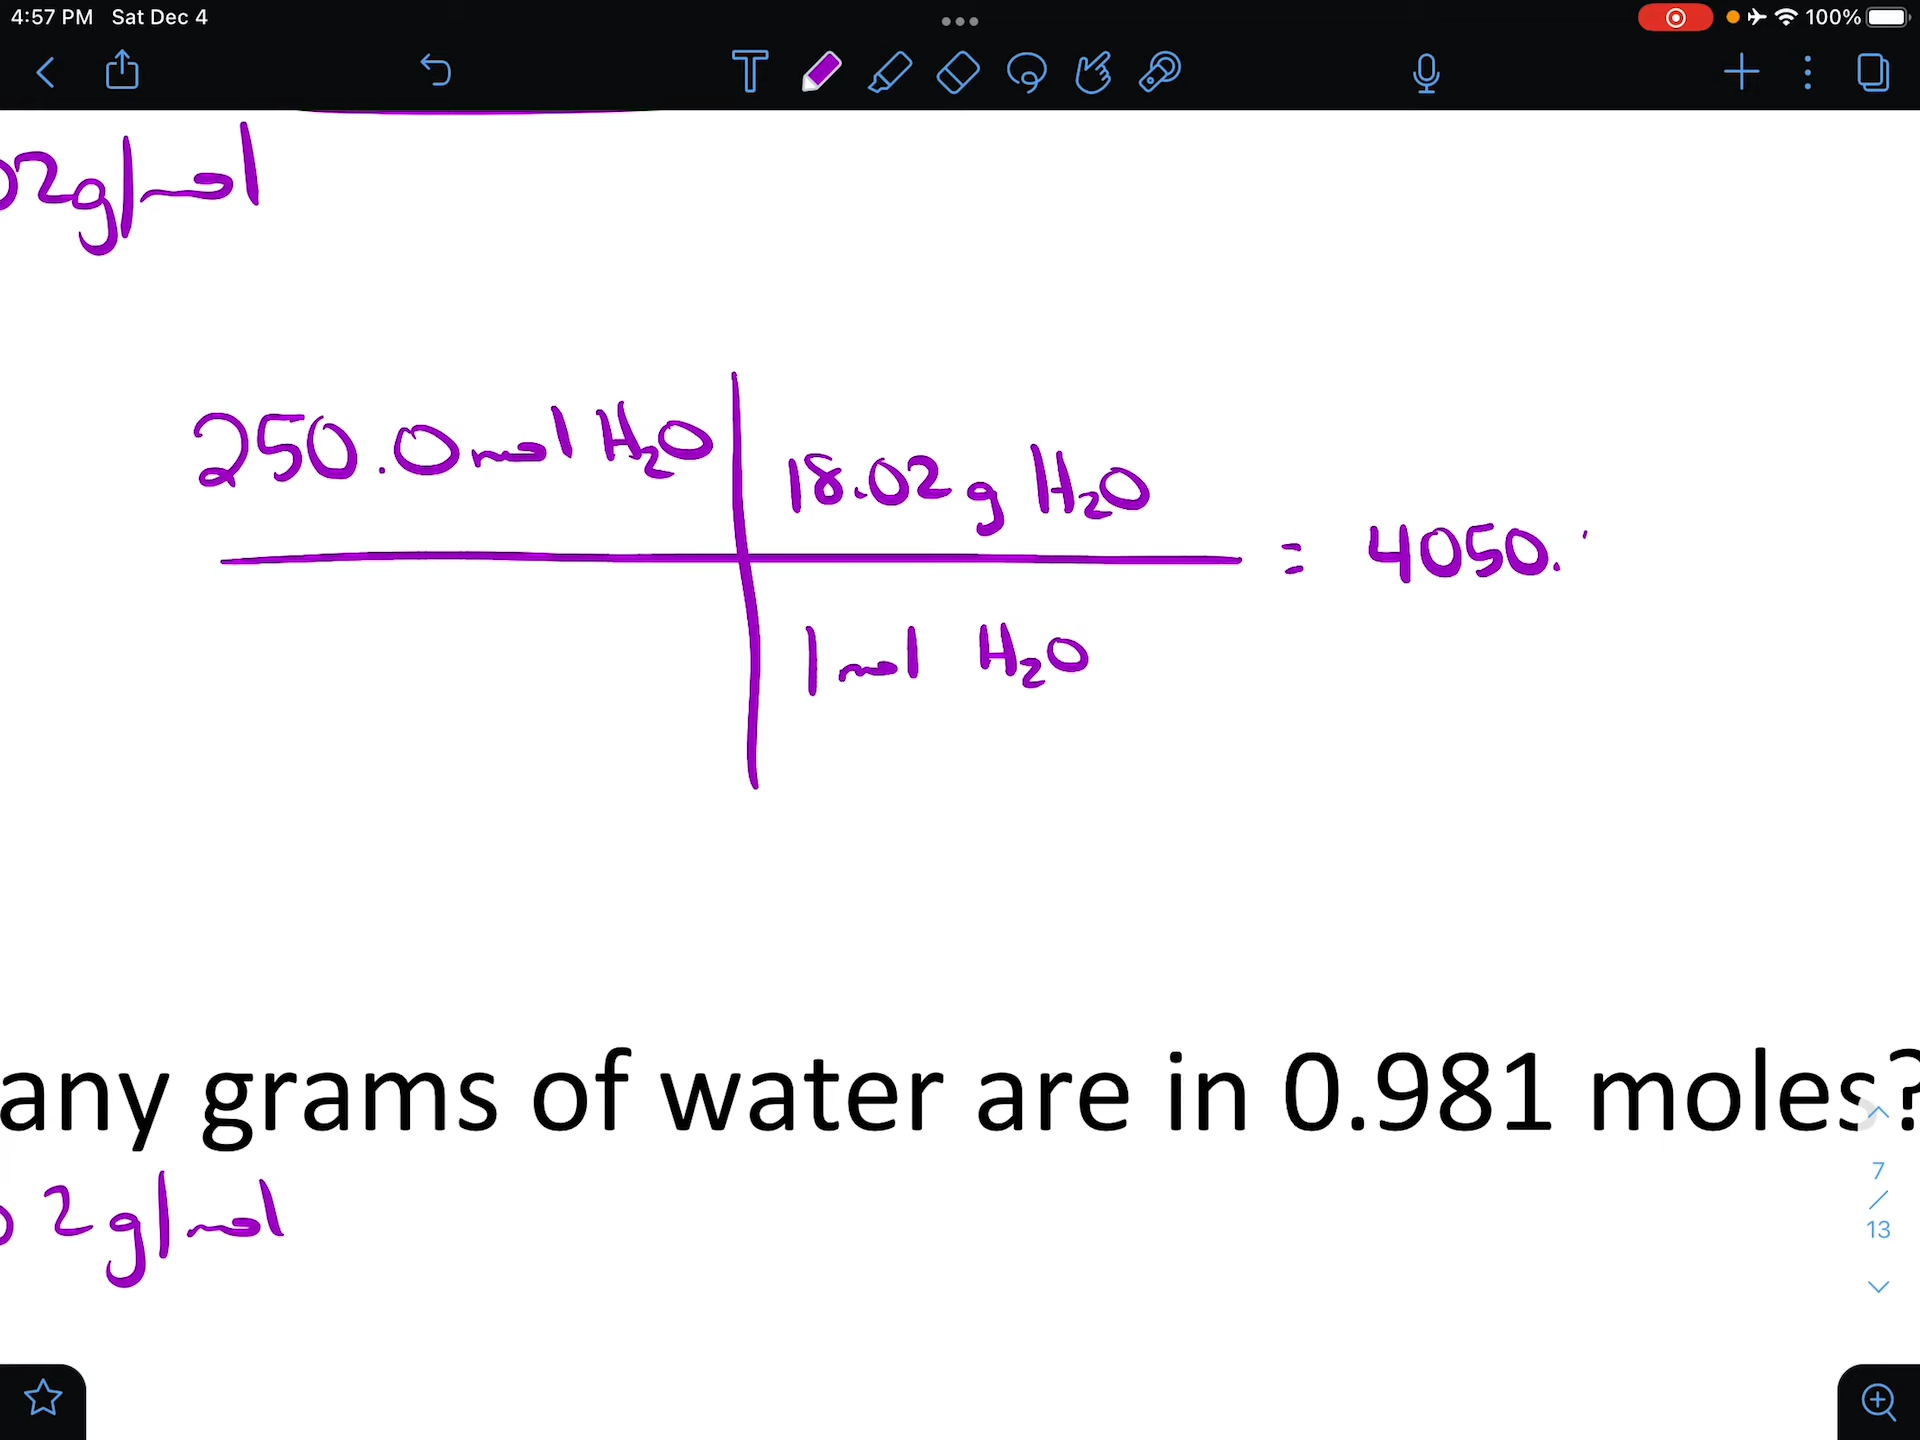 4:57 PM Sat Dec 4
100%
2g/mol
250.0 mol H₂O
18.02 g H₂O
= 4050.
1 mol H₂O
any grams of water are in 0.981 moles?
7
/
13
2g/mol